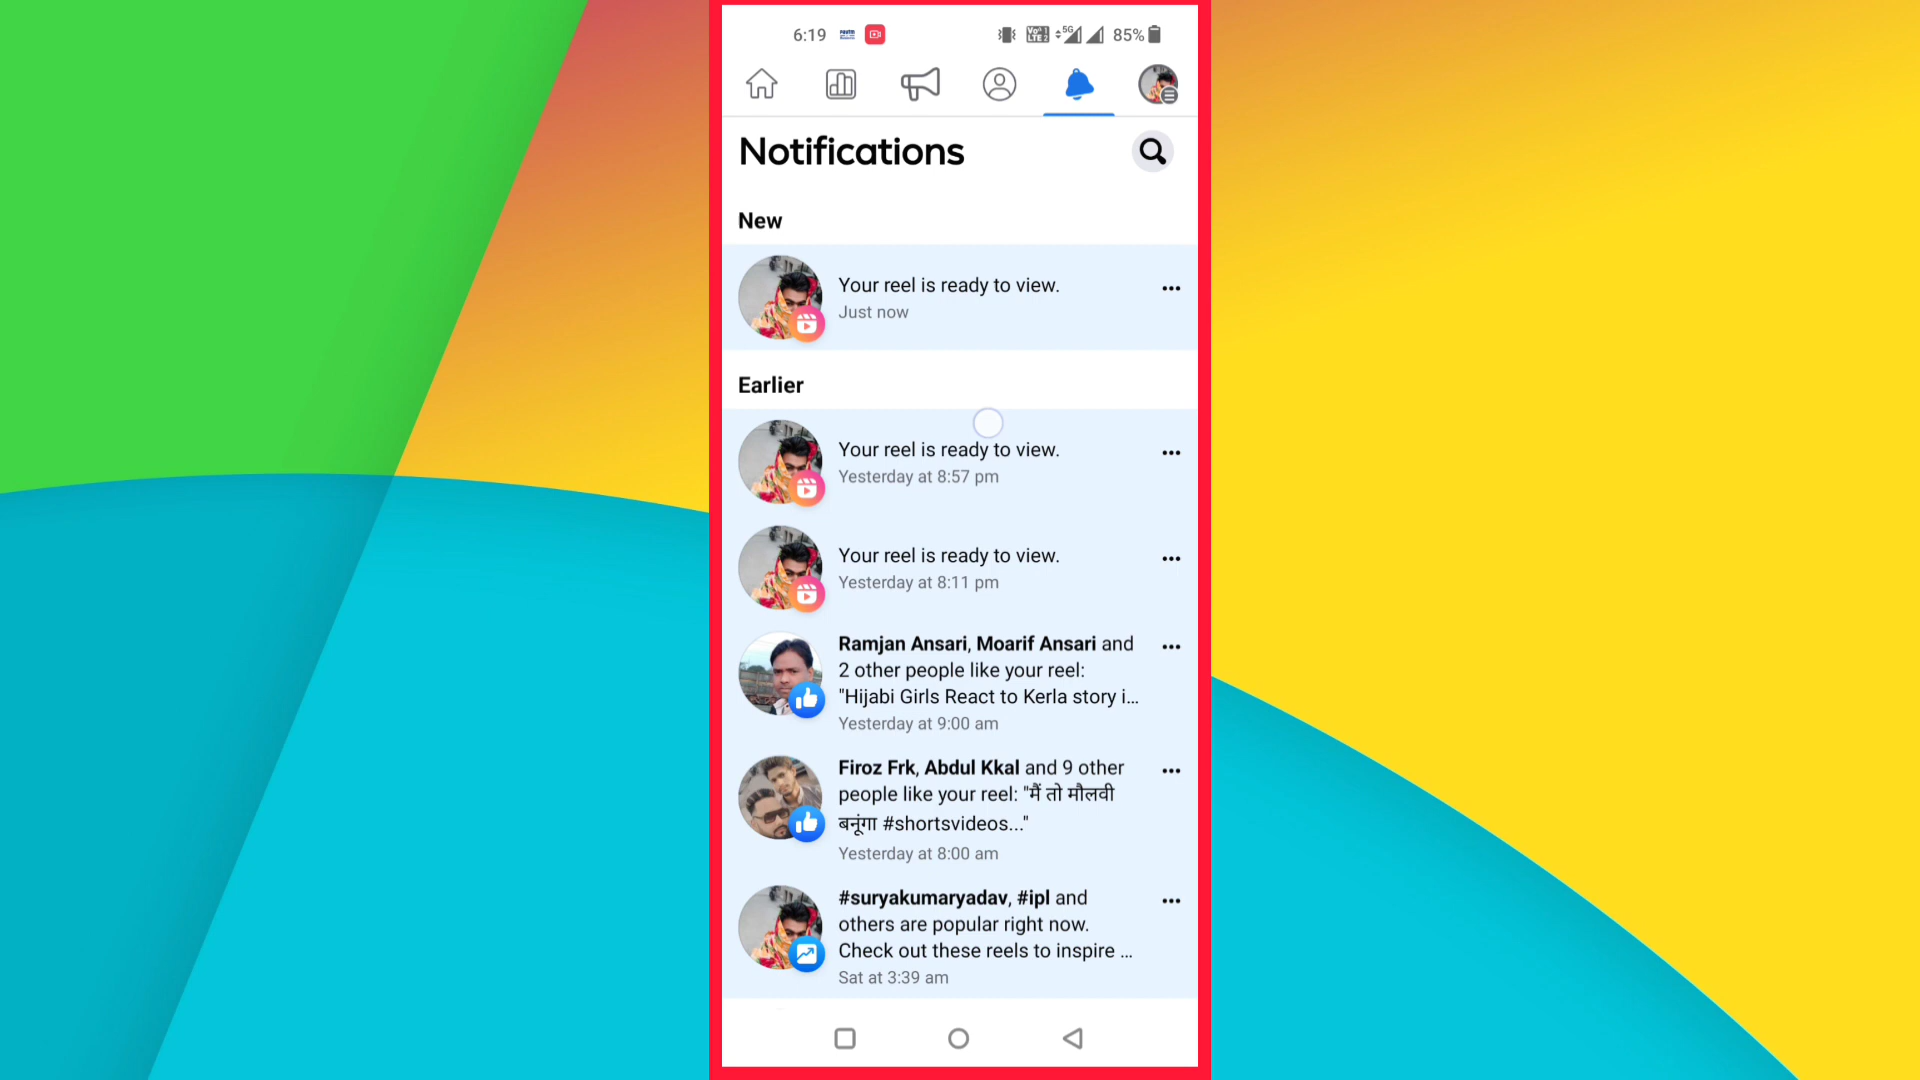 6:19
paytm
VoLTE 2
5G
85%
Notifications
New
Your reel is ready to view.
Just now
Earlier
Your reel is ready to view.
Yesterday at 8:57 pm
Your reel is ready to view.
Yesterday at 8:11 pm
Ramjan Ansari, Moarif Ansari and
2 other people like your reel:
"Hijabi Girls React to Kerla story i...
Yesterday at 9:00 am
Firoz Frk, Abdul Kkal and 9 other
people like your reel: "मैं तो मौलवी
बनूंगा #shortsvideos..."
Yesterday at 8:00 am
#suryakumaryadav, #ipl and
others are popular right now.
Check out these reels to inspire ...
Sat at 3:39 am